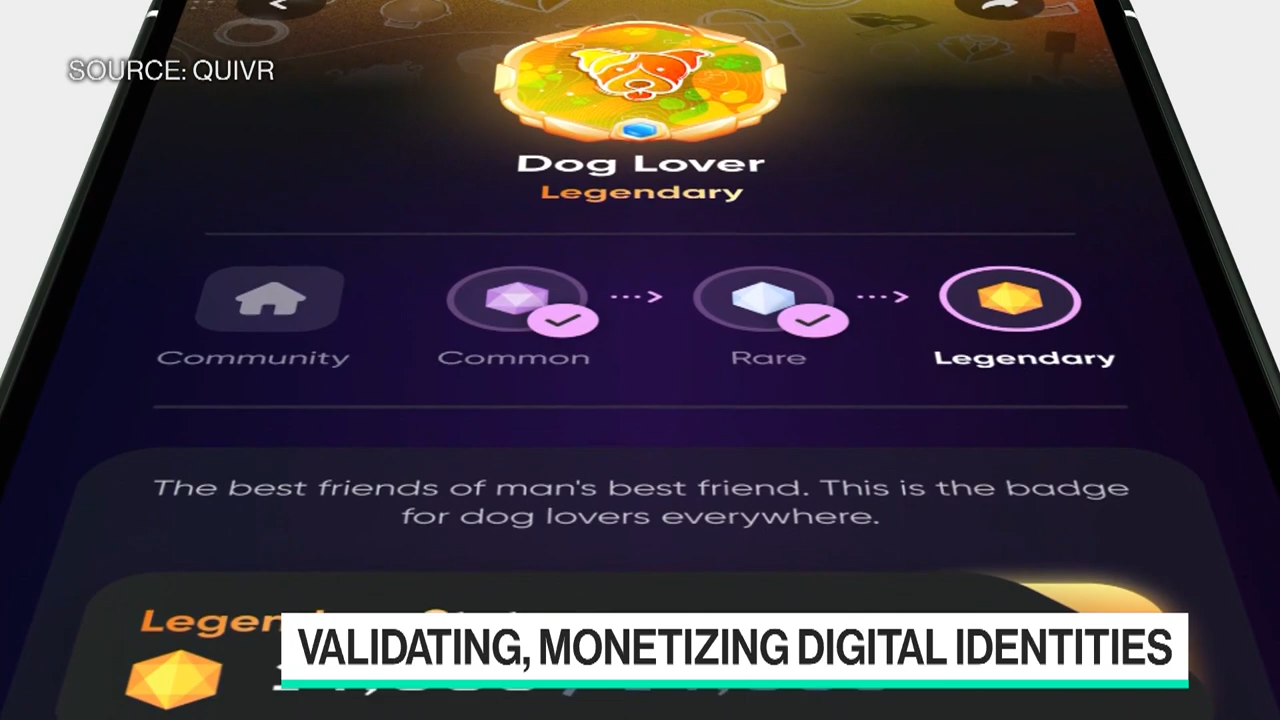 SOURCE: QUIVR
Dog Lover
Legendary
Community
Common
Rare
Legendary
The best friends of man's best friend. This is the badge
for dog lovers everywhere.
VALIDATING, MONETIZING DIGITAL IDENTITIES